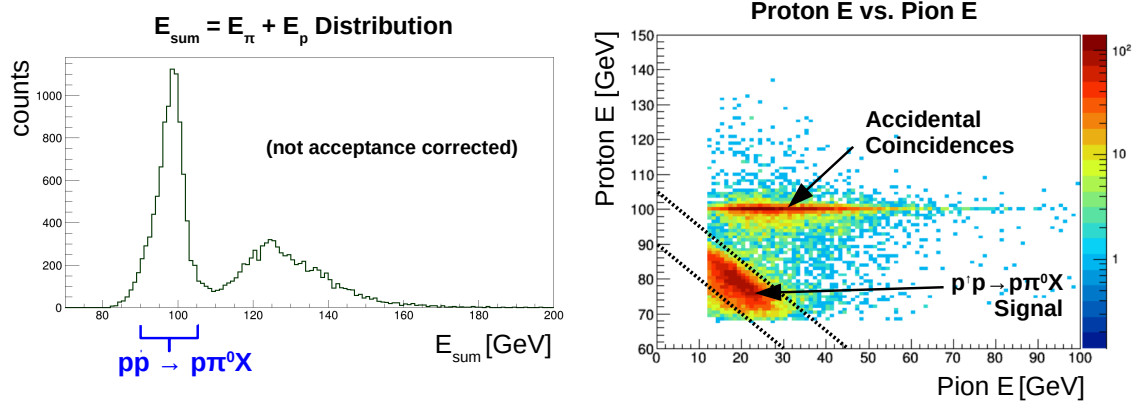 E_sum = E_π + E_p Distribution
counts
1000
800
600
400
200
0
(not acceptance corrected)
80 100 120 140 160 180 200
E_sum [GeV]
pp → pπ⁰X
Proton E vs. Pion E
Proton E [GeV]
150
140
130
120
110
100
90
80
70
60
Accidental
Coincidences
p↑p→pπ⁰X
Signal
0 10 20 30 40 50 60 70 80 90 100
Pion E [GeV]
10²
10
1